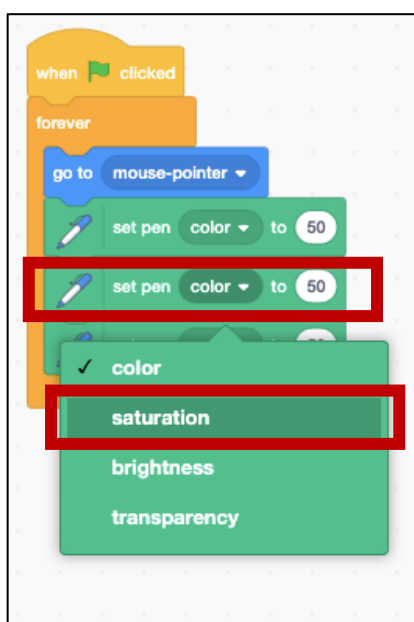 when clicked
forever
go to mouse-pointer
set pen color to 50
set pen color to 50
✓ color
saturation
brightness
transparency